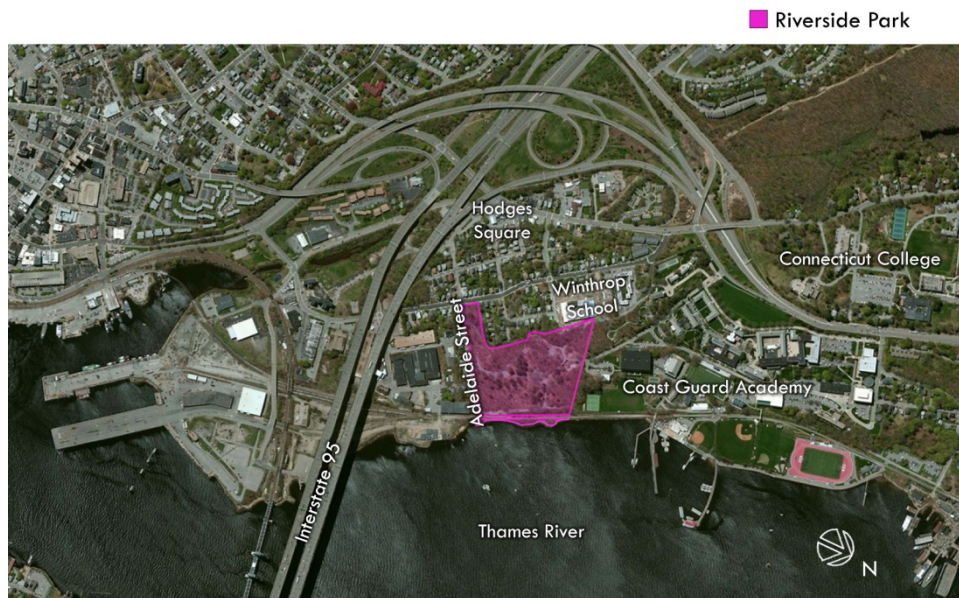 Riverside Park
Hodges
Square
Connecticut College
Winthrop
School
Adelaide Street
Coast Guard Academy
Interstate 95
Thames River
N